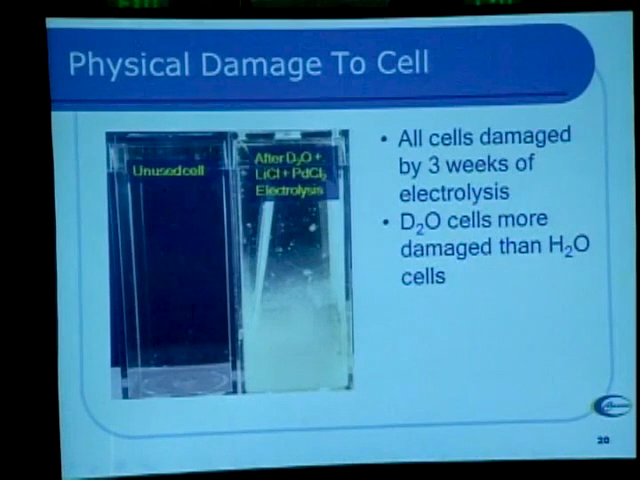 Physical Damage To Cell
Unused cell
After D₂O +
LiCl + PdCl₂
Electrolysis
• All cells damaged
by 3 weeks of
electrolysis
• D₂O cells more
damaged than H₂O
cells
20